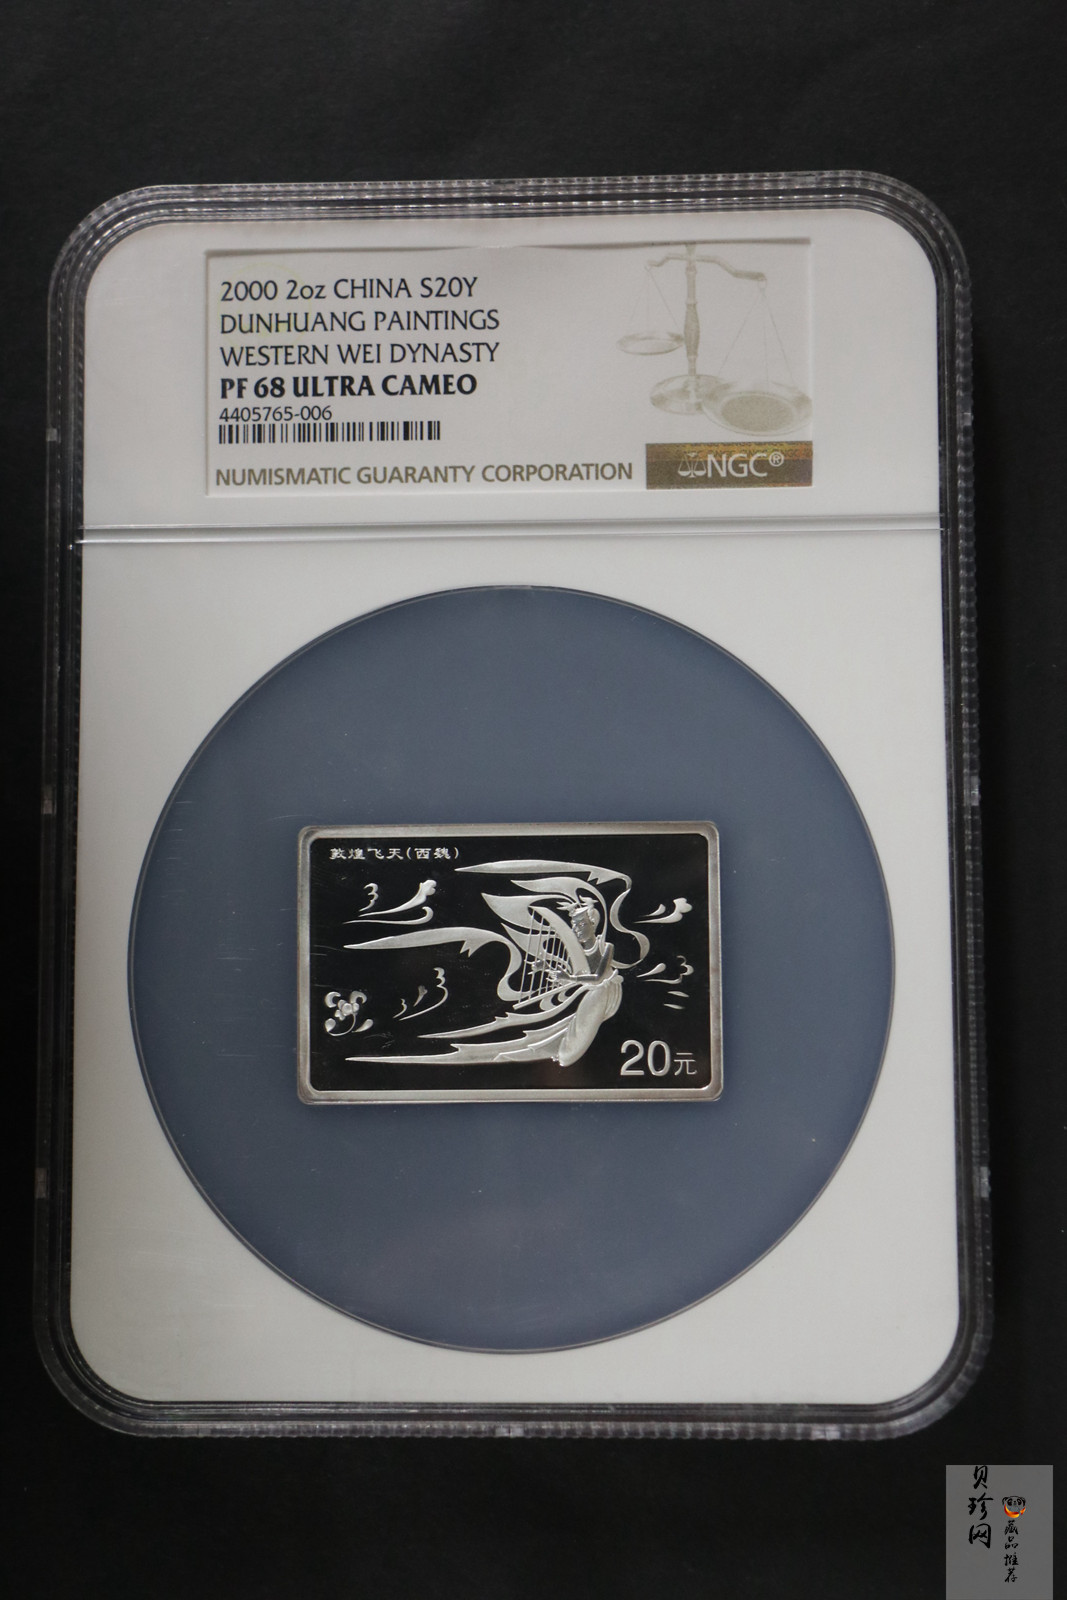 2000 2oz CHINA S20Y
DUNHUANG PAINTINGS
WESTERN WEI DYNASTY
PF 68 ULTRA CAMEO
4405765-006
NUMISMATIC GUARANTY CORPORATION
NGC®
敦煌飞天(西魏)
20元
贝珍网
藏品推荐